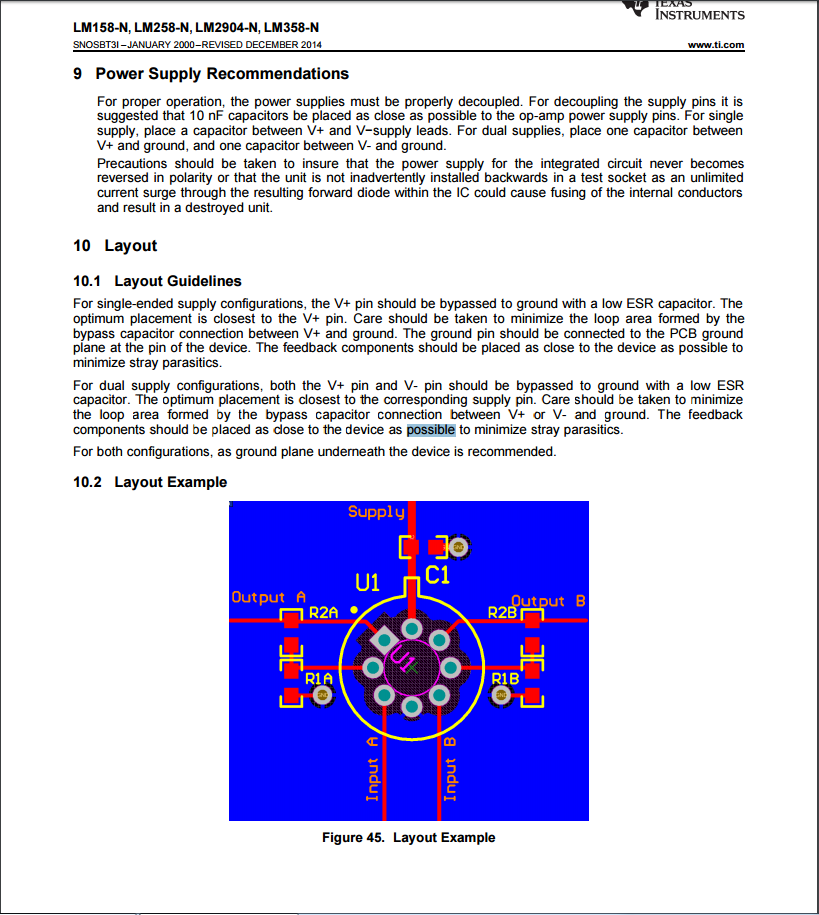 TEXAS
INSTRUMENTS
LM158-N, LM258-N, LM2904-N, LM358-N
SNOSBT3I –JANUARY 2000–REVISED DECEMBER 2014
www.ti.com
9 Power Supply Recommendations
For proper operation, the power supplies must be properly decoupled. For decoupling the supply pins it is
suggested that 10 nF capacitors be placed as close as possible to the op-amp power supply pins. For single
supply, place a capacitor between V+ and V−supply leads. For dual supplies, place one capacitor between
V+ and ground, and one capacitor between V- and ground.
Precautions should be taken to insure that the power supply for the integrated circuit never becomes
reversed in polarity or that the unit is not inadvertently installed backwards in a test socket as an unlimited
current surge through the resulting forward diode within the IC could cause fusing of the internal conductors
and result in a destroyed unit.
10 Layout
10.1 Layout Guidelines
For single-ended supply configurations, the V+ pin should be bypassed to ground with a low ESR capacitor. The
optimum placement is closest to the V+ pin. Care should be taken to minimize the loop area formed by the
bypass capacitor connection between V+ and ground. The ground pin should be connected to the PCB ground
plane at the pin of the device. The feedback components should be placed as close to the device as possible to
minimize stray parasitics.
For dual supply configurations, both the V+ pin and V- pin should be bypassed to ground with a low ESR
capacitor. The optimum placement is closest to the corresponding supply pin. Care should be taken to minimize
the loop area formed by the bypass capacitor connection between V+ or V- and ground. The feedback
components should be placed as close to the device as possible to minimize stray parasitics.
For both configurations, as ground plane underneath the device is recommended.
10.2 Layout Example
Supply
C1
U1
Output A
Output B
R2A
R2B
U1
R1A
R1B
Input A
Input B
Figure 45. Layout Example